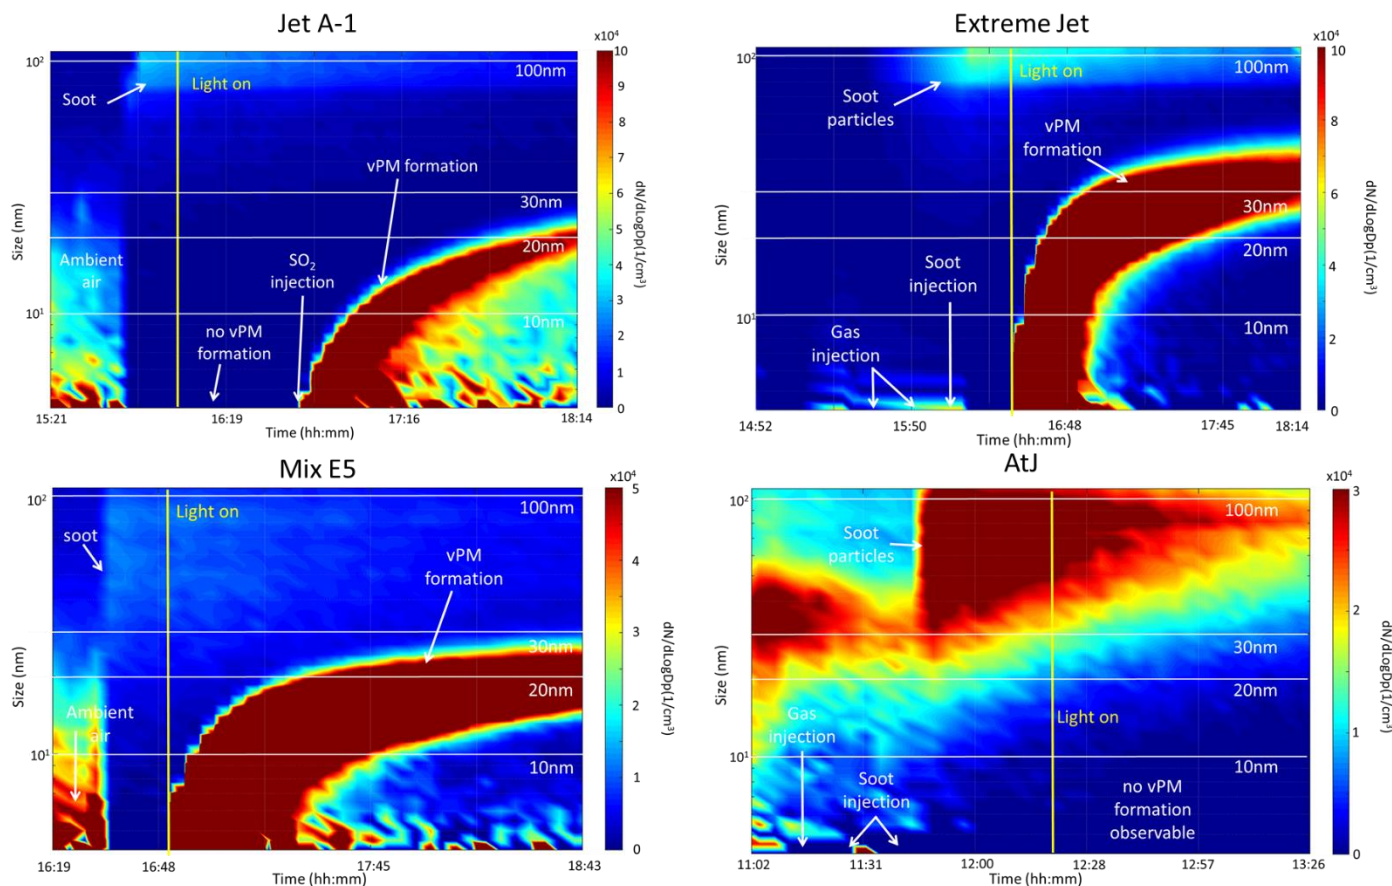 Jet A-1
x10⁴
10²
100nm
Light on
Soot
vPM formation
30nm
20nm
Ambient
air
SO₂
injection
10¹
10nm
no vPM
formation
Size (nm)
10
9
8
7
6
5
4
3
2
1
0
dN/dLogDp(1/cm³)
15:21
16:19
17:16
18:14
Time (hh:mm)
Extreme Jet
x10⁴
10²
100nm
Light on
Soot
particles
vPM
formation
30nm
20nm
Soot
injection
10¹
10nm
Gas
injection
Size (nm)
10
8
6
4
2
0
dN/dLogDp(1/cm³)
14:52
15:50
16:48
17:45
18:14
Time (hh:mm)
Mix E5
x10⁴
10²
100nm
Light on
soot
vPM
formation
30nm
20nm
Ambient
air
10¹
10nm
Size (nm)
5
4
3
2
1
0
dN/dLogDp(1/cm³)
16:19
16:48
17:45
18:43
Time (hh:mm)
AtJ
x10⁴
10²
100nm
Soot
particles
30nm
20nm
Gas
injection
Light on
10¹
10nm
Soot
injection
no vPM
formation
observable
Size (nm)
3
2
1
0
dN/dLogDp(1/cm³)
11:02
11:31
12:00
12:28
12:57
13:26
Time (hh:mm)